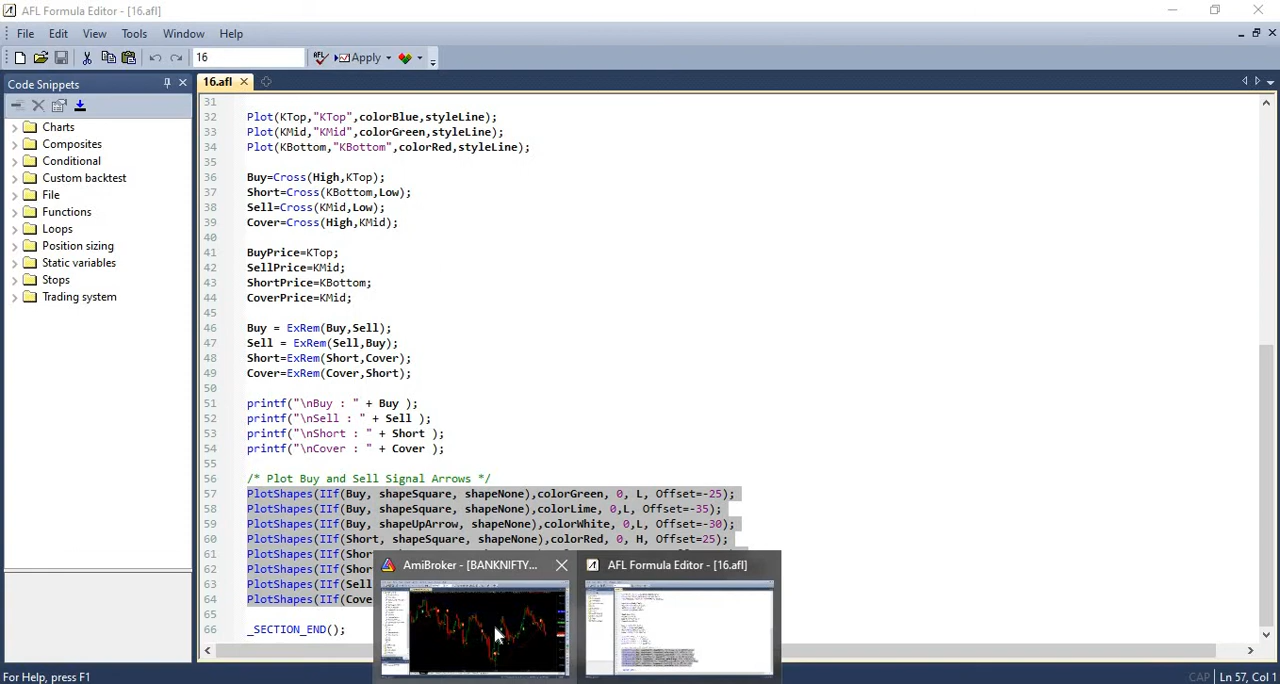 AFL Formula Editor - [16.afl]
File Edit View Tools Window Help
16 Apply
Code Snippets
16.afl
Charts
Composites
Conditional
Custom backtest
File
Functions
Loops
Position sizing
Static variables
Stops
Trading system
31
32 Plot(KTop,"KTop",colorBlue,styleLine);
33 Plot(KMid,"KMid",colorGreen,styleLine);
34 Plot(KBottom,"KBottom",colorRed,styleLine);
35
36 Buy=Cross(High,KTop);
37 Short=Cross(KBottom,Low);
38 Sell=Cross(KMid,Low);
39 Cover=Cross(High,KMid);
40
41 BuyPrice=KTop;
42 SellPrice=KMid;
43 ShortPrice=KBottom;
44 CoverPrice=KMid;
45
46 Buy = ExRem(Buy,Sell);
47 Sell = ExRem(Sell,Buy);
48 Short=ExRem(Short,Cover);
49 Cover=ExRem(Cover,Short);
50
51 printf("\nBuy : " + Buy );
52 printf("\nSell : " + Sell );
53 printf("\nShort : " + Short );
54 printf("\nCover : " + Cover );
55
56 /* Plot Buy and Sell Signal Arrows */
57 PlotShapes(IIf(Buy, shapeSquare, shapeNone),colorGreen, 0, L, Offset=-25);
58 PlotShapes(IIf(Buy, shapeSquare, shapeNone),colorLime, 0,L, Offset=-35);
59 PlotShapes(IIf(Buy, shapeUpArrow, shapeNone),colorWhite, 0,L, Offset=-30);
60 PlotShapes(IIf(Short, shapeSquare, shapeNone),colorRed, 0, H, Offset=25);
61 PlotShapes(IIf(Shor
62 PlotShapes(IIf(Shor
63 PlotShapes(IIf(Sell
64 PlotShapes(IIf(Cove
65
66 _SECTION_END();
AmiBroker - [BANKNIFTY...
AFL Formula Editor - [16.afl]
For Help, press F1
CAP
Ln 57, Col 1